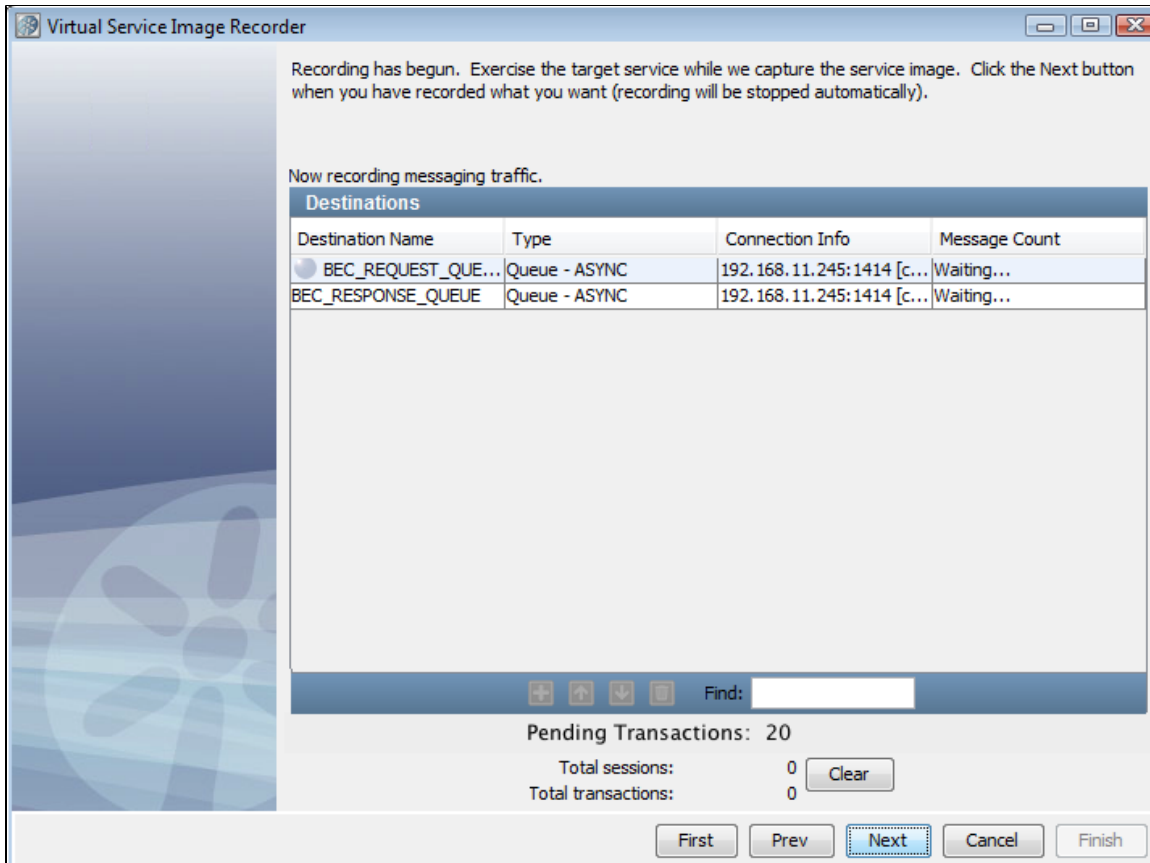 Virtual Service Image Recorder
Recording has begun. Exercise the target service while we capture the service image. Click the Next button
when you have recorded what you want (recording will be stopped automatically).
Now recording messaging traffic.
Destinations
Destination Name Type Connection Info Message Count
BEC_REQUEST_QUE... Queue - ASYNC 192.168.11.245:1414 [c... Waiting...
BEC_RESPONSE_QUEUE Queue - ASYNC 192.168.11.245:1414 [c... Waiting...
Find:
Pending Transactions: 20
Total sessions: 0 Clear
Total transactions: 0
First Prev Next Cancel Finish